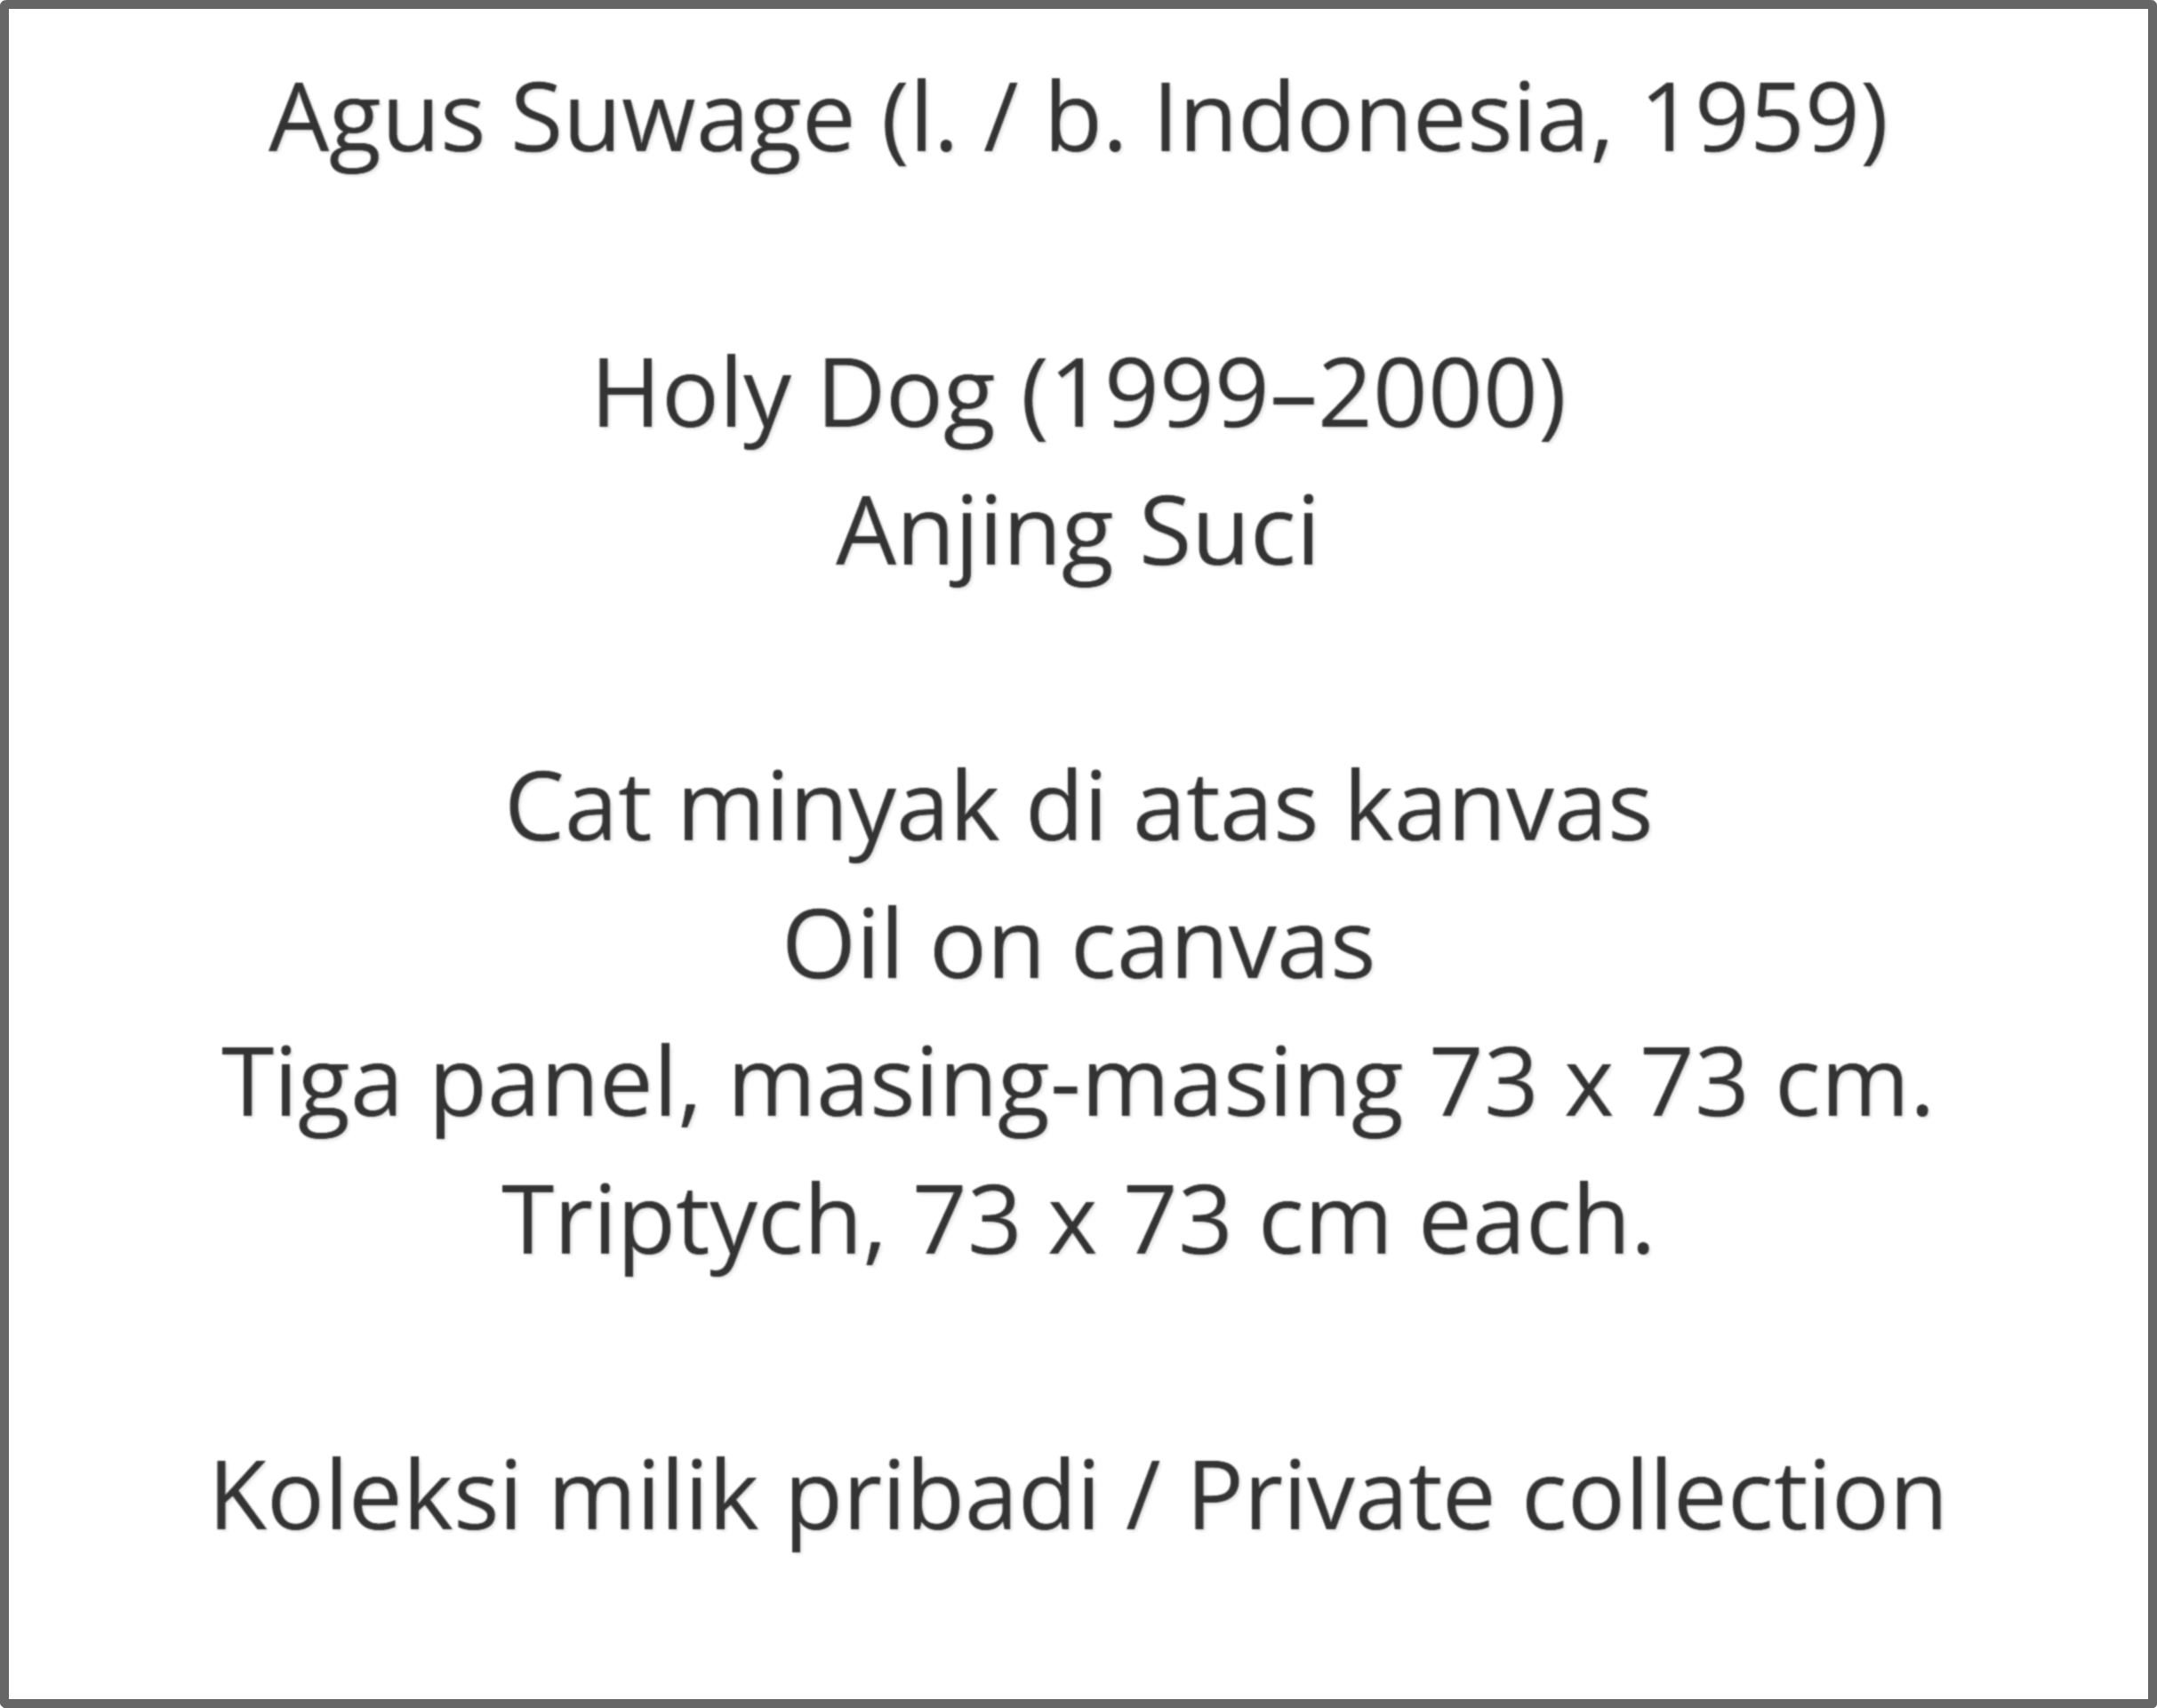 Agus Suwage (l. / b. Indonesia, 1959)
Holy Dog (1999–2000)
Anjing Suci
Cat minyak di atas kanvas
Oil on canvas
Tiga panel, masing-masing 73 x 73 cm.
Triptych, 73 x 73 cm each.
Koleksi milik pribadi / Private collection